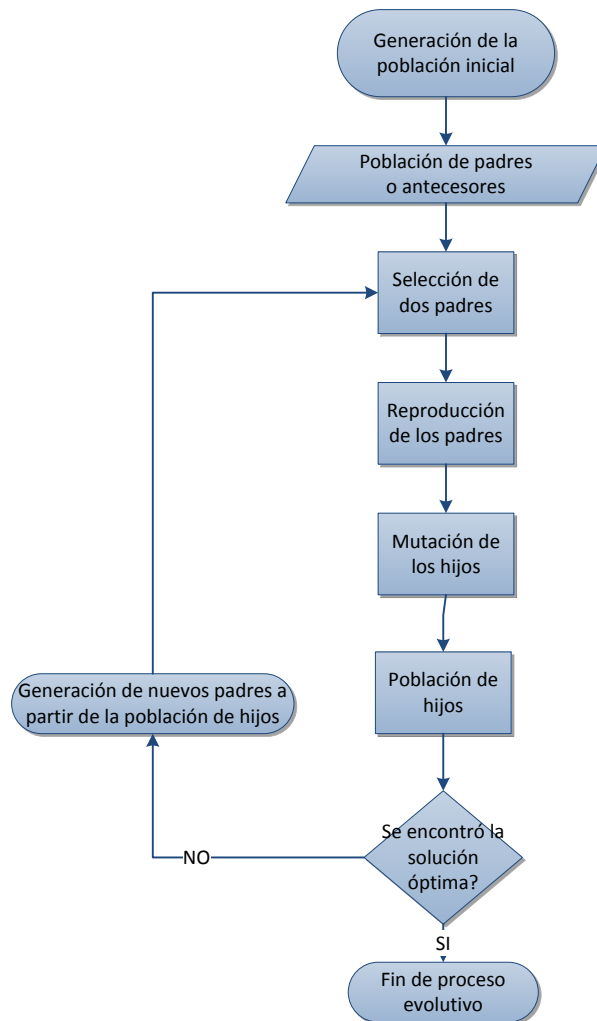 Generación de la
población inicial
Población de padres
o antecesores
Selección de
dos padres
Reproducción
de los padres
Mutación de
los hijos
Población de
hijos
Generación de nuevos padres a
partir de la población de hijos
Se encontró la
solución
óptima?
NO
SI
Fin de proceso
evolutivo